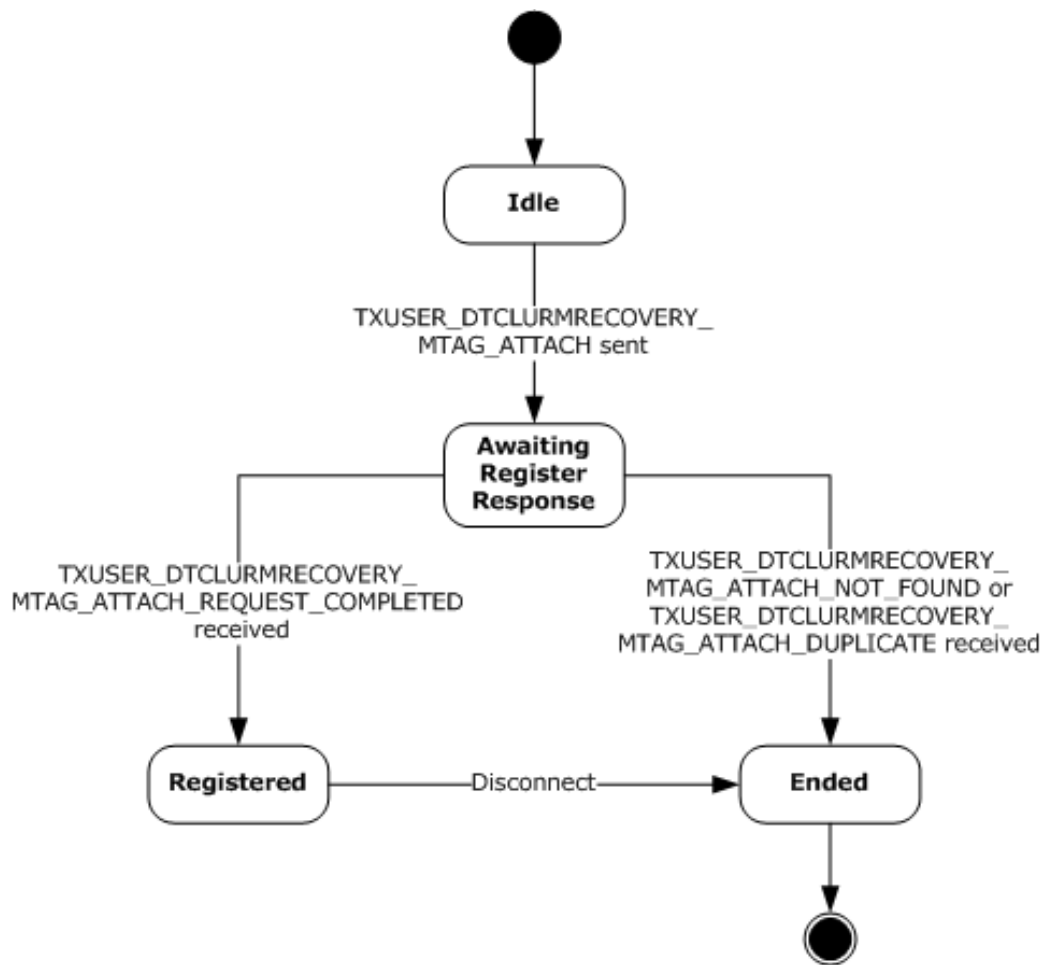 Idle
TXUSER_DTCLURMRECOVERY_
MTAG_ATTACH sent
Awaiting
Register
Response
TXUSER_DTCLURMRECOVERY_
MTAG_ATTACH_REQUEST_COMPLETED
received
TXUSER_DTCLURMRECOVERY_
MTAG_ATTACH_NOT_FOUND or
TXUSER_DTCLURMRECOVERY_
MTAG_ATTACH_DUPLICATE received
Registered
Disconnect
Ended